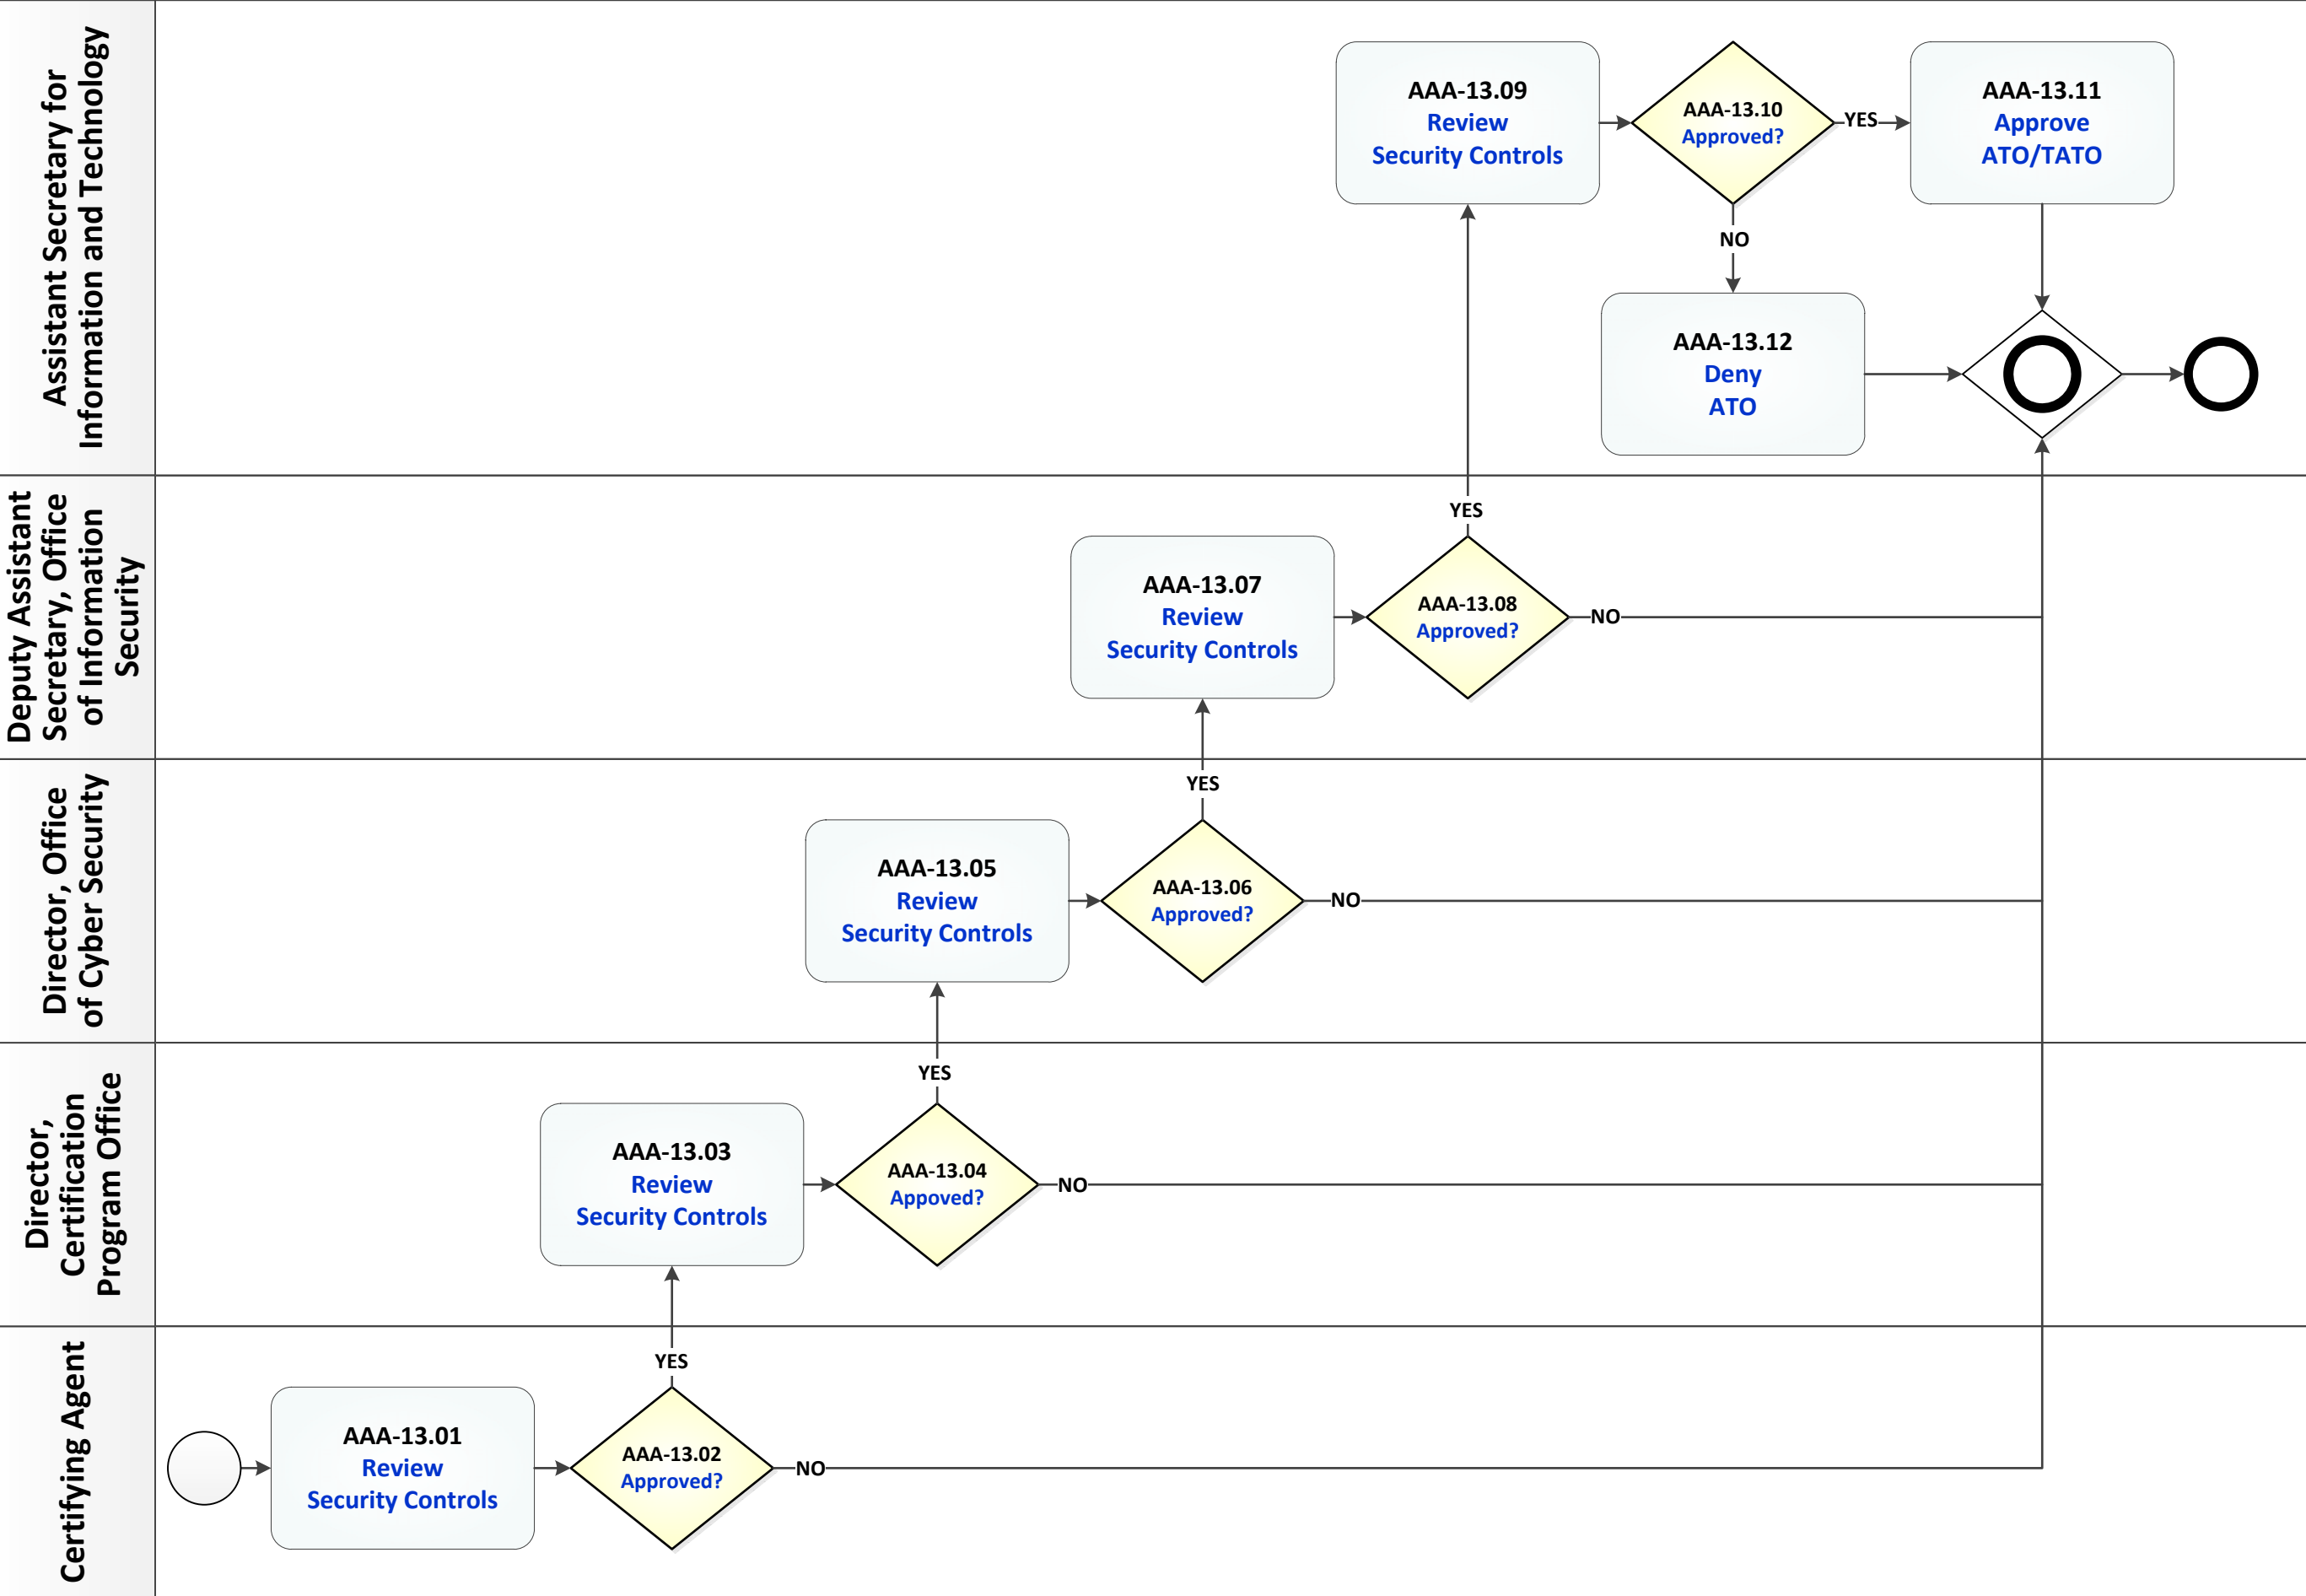 Assistant Secretary for
Information and Technology
AAA-13.09
Review
Security Controls
AAA-13.10
Approved?
YES
AAA-13.11
Approve
ATO/TATO
NO
AAA-13.12
Deny
ATO
Deputy Assistant
Secretary, Office
of Information
Security
YES
AAA-13.07
Review
Security Controls
AAA-13.08
Approved?
NO
Director, Office
of Cyber Security
YES
AAA-13.05
Review
Security Controls
AAA-13.06
Approved?
NO
Director,
Certification
Program Office
YES
AAA-13.03
Review
Security Controls
AAA-13.04
Appoved?
NO
Certifying Agent
YES
AAA-13.01
Review
Security Controls
AAA-13.02
Approved?
NO